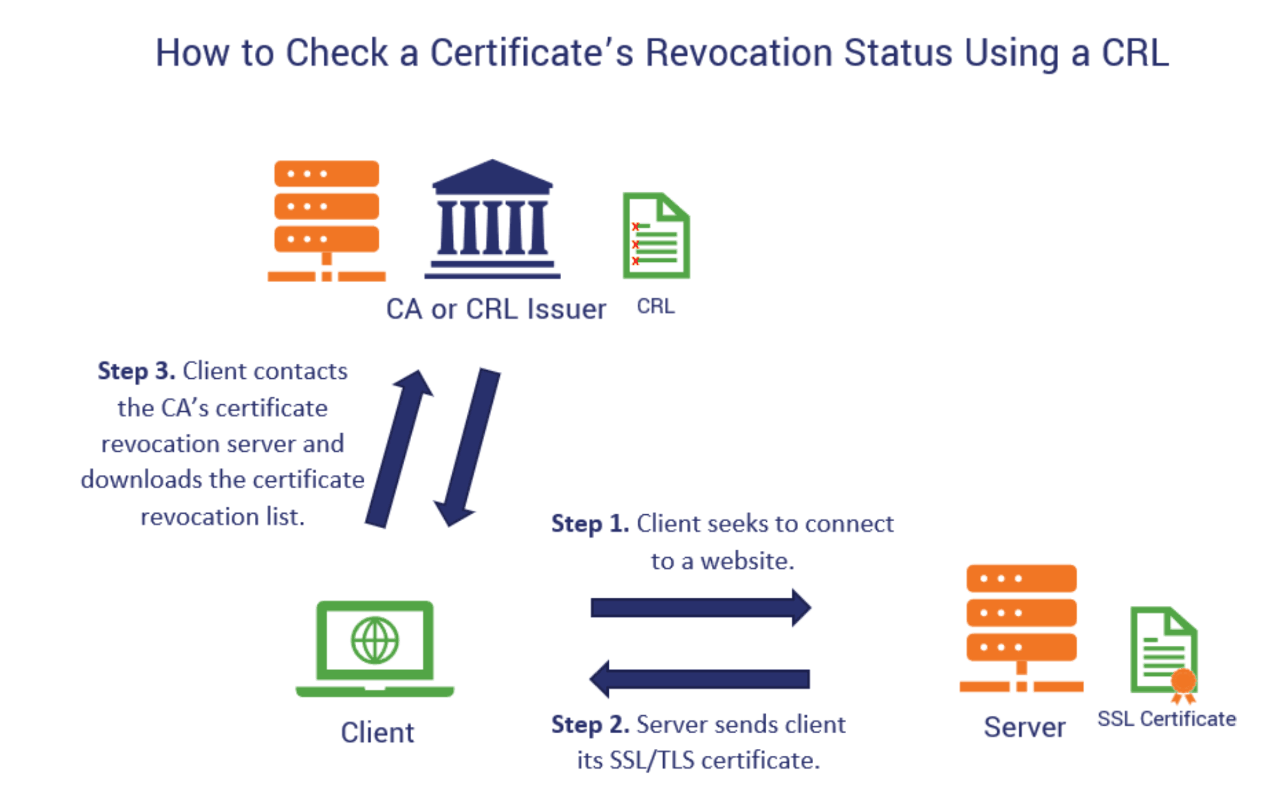 How to Check a Certificate’s Revocation Status Using a CRL
CA or CRL Issuer
CRL
Step 3. Client contacts
the CA’s certificate
revocation server and
downloads the certificate
revocation list.
Step 1. Client seeks to connect
to a website.
Client
Step 2. Server sends client
its SSL/TLS certificate.
Server
SSL Certificate